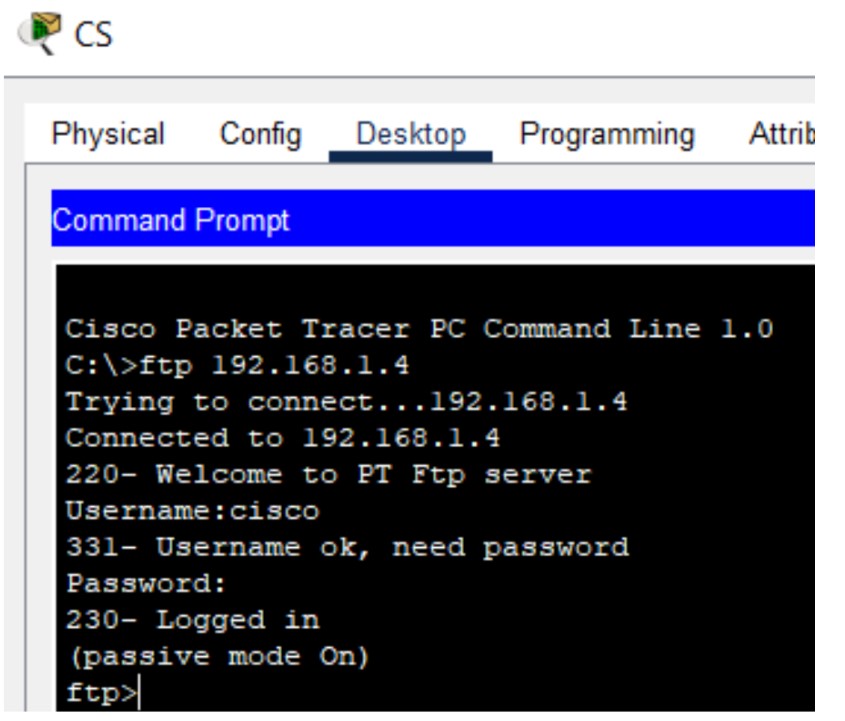 CS
Physical Config Desktop Programming Attrib
Command Prompt
Cisco Packet Tracer PC Command Line 1.0
C:\>ftp 192.168.1.4
Trying to connect...192.168.1.4
Connected to 192.168.1.4
220- Welcome to PT Ftp server
Username:cisco
331- Username ok, need password
Password:
230- Logged in
(passive mode On)
ftp>